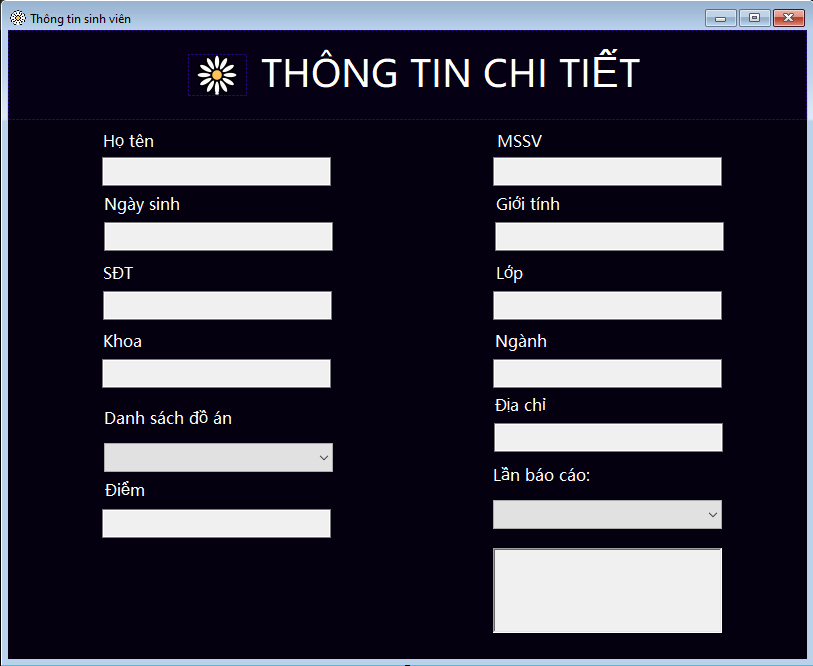 Thông tin sinh viên
THÔNG TIN CHI TIẾT
Họ tên
MSSV
Ngày sinh
Giới tính
SĐT
Lớp
Khoa
Ngành
Danh sách đồ án
Địa chỉ
Điểm
Lần báo cáo: